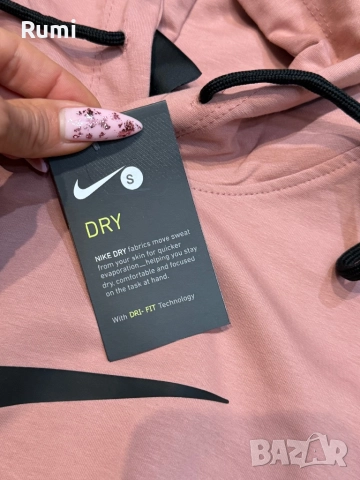 Rumi
S
DRY
NIKE DRY fabrics move sweat
from your skin for quicker
evaporation...helping you stay
dry, comfortable and focused
on the task at hand.
With DRI- FIT Technology
BAZAR